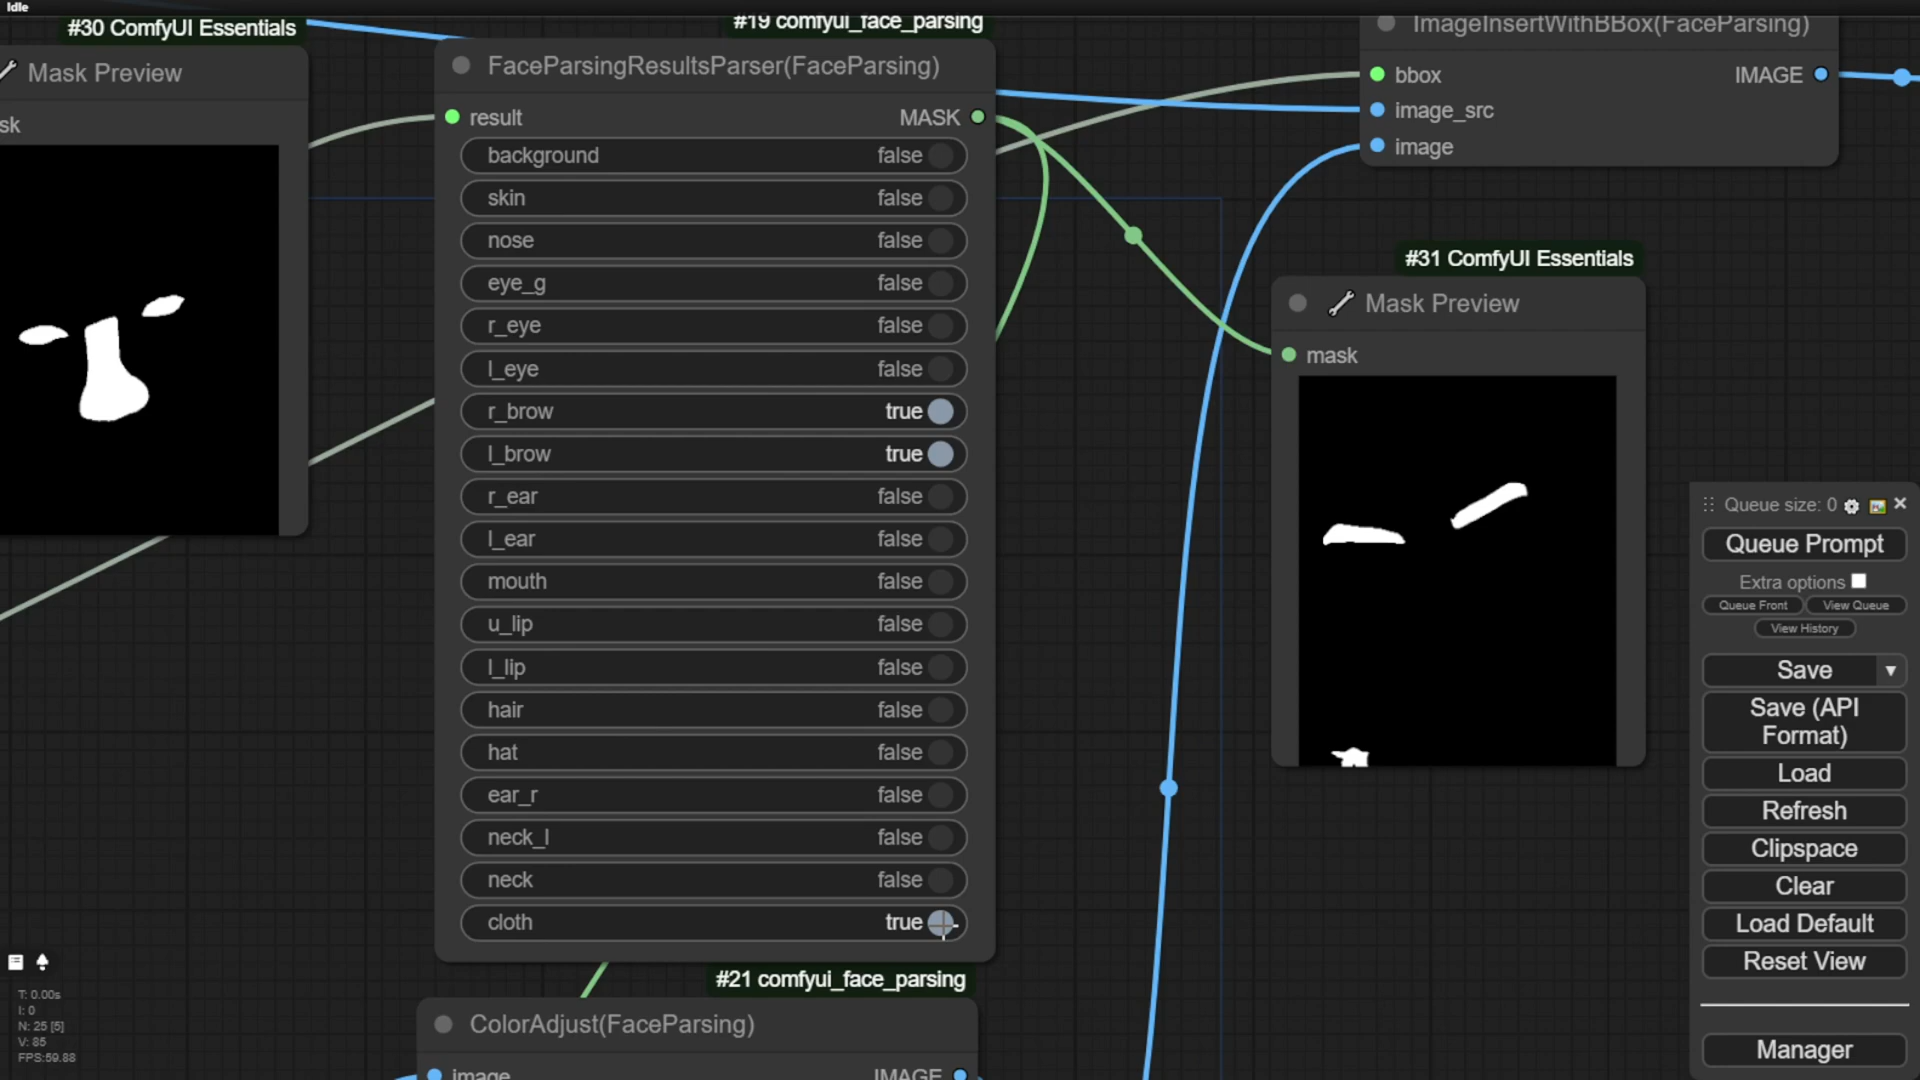 Idle
#30 ComfyUI Essentials
Mask Preview
sk
#19 comfyui_face_parsing
FaceParsingResultsParser(FaceParsing)
result
MASK
background false
skin false
nose false
eye_g false
r_eye false
l_eye false
r_brow true
l_brow true
r_ear false
l_ear false
mouth false
u_lip false
l_lip false
hair false
hat false
ear_r false
neck_l false
neck false
cloth true
#21 comfyui_face_parsing
ColorAdjust(FaceParsing)
image
IMAGE
ImageInsertWithBBox(FaceParsing)
bbox
IMAGE
image_src
image
#31 ComfyUI Essentials
Mask Preview
mask
Queue size: 0
Queue Prompt
Extra options
Queue Front
View Queue
View History
Save
Save (API
Format)
Load
Refresh
Clipspace
Clear
Load Default
Reset View
Manager
T: 0.00s
I: 0
N: 25 [5]
V: 85
FPS:59.88